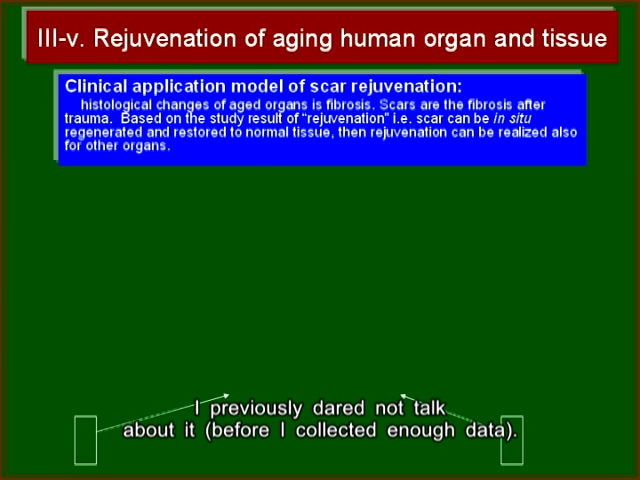 III-v. Rejuvenation of aging human organ and tissue
Clinical application model of scar rejuvenation:
histological changes of aged organs is fibrosis. Scars are the fibrosis after
trauma. Based on the study result of “rejuvenation” i.e. scar can be in situ
regenerated and restored to normal tissue, then rejuvenation can be realized also
for other organs.
I previously dared not talk
about it (before I collected enough data).